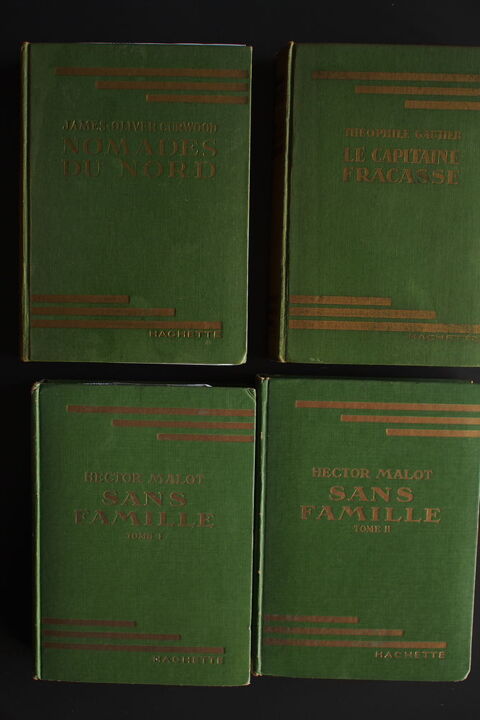 JAMES-OLIVER CURWOOD
NOMADES
DU NORD
HACHETTE
THÉOPHILE GAUTIER
LE CAPITAINE
FRACASSE
HACHETTE
HECTOR MALOT
SANS
FAMILLE
TOME I
HACHETTE
HECTOR MALOT
SANS
FAMILLE
TOME II
HACHETTE